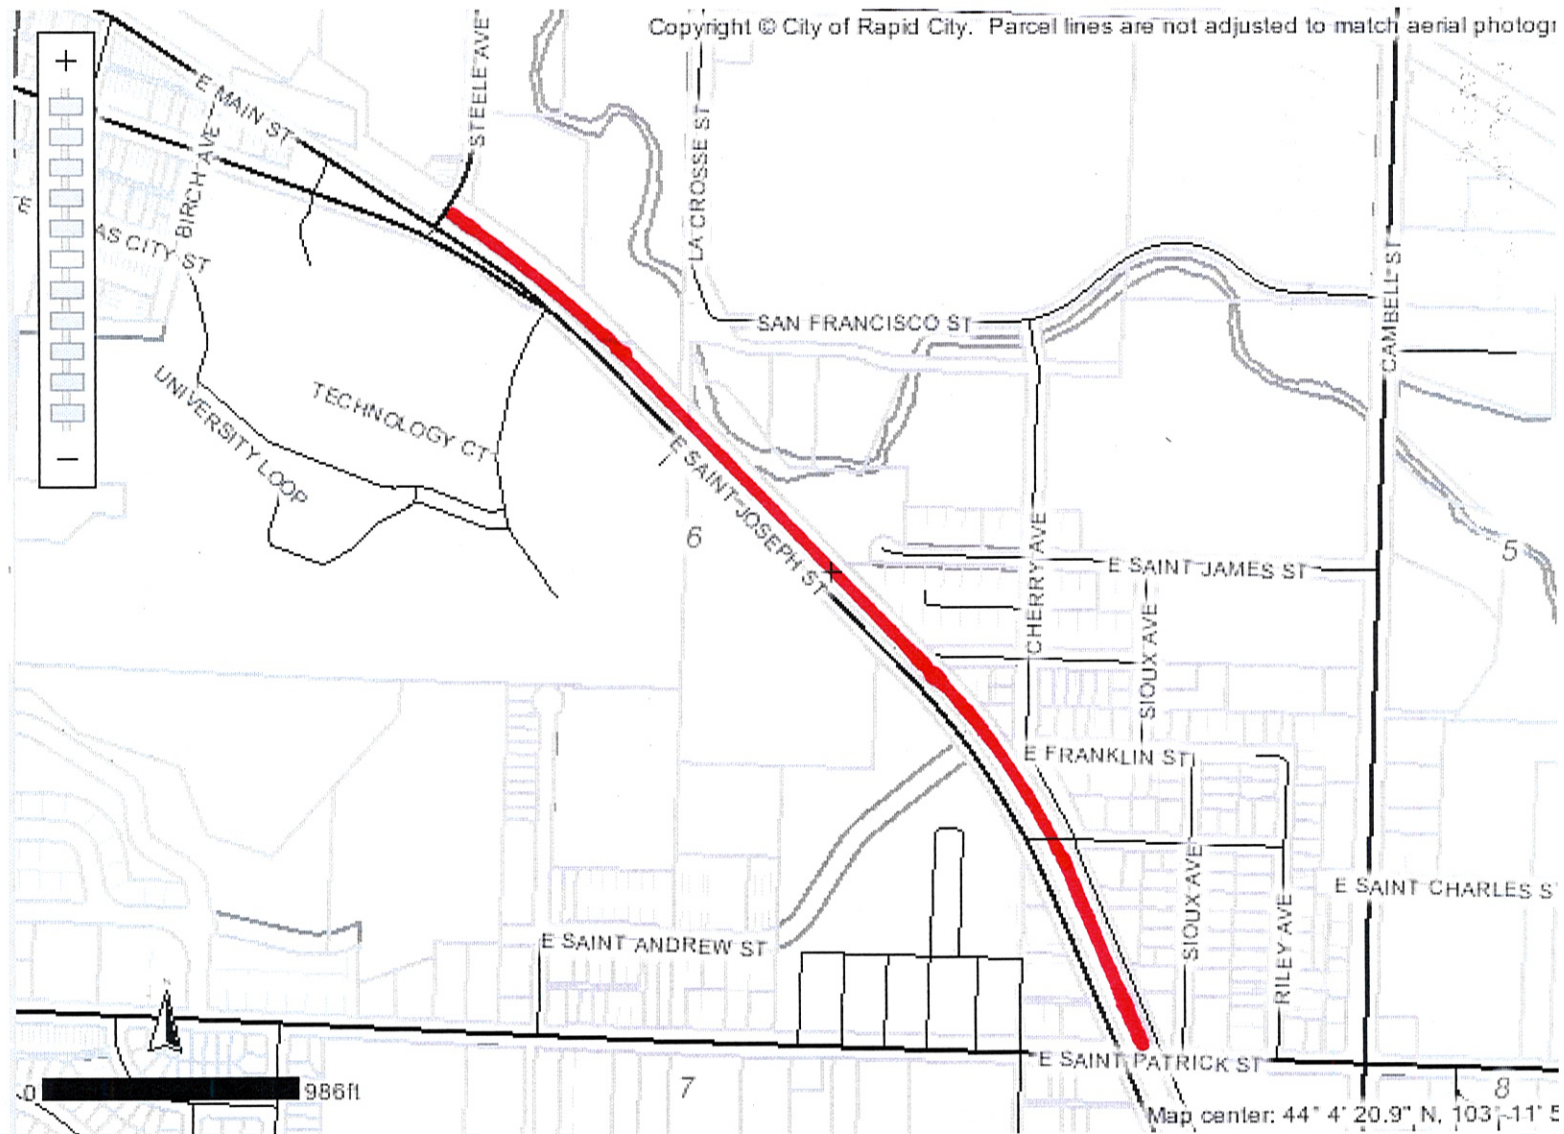 Copyright © City of Rapid City. Parcel lines are not adjusted to match aerial photogr
+
E MAIN ST
STEELE AVE
BIRCH AVE
LA CROSSE ST
CAMBELL ST
AS CITY ST
SAN FRANCISCO ST
TECHNOLOGY CT
UNIVERSITY LOOP
E SAINT JOSEPH ST
−
6
5
CHERRY AVE
E SAINT JAMES ST
SIOUX AVE
E FRANKLIN ST
SIOUX AVE
RILEY AVE
E SAINT CHARLES S
E SAINT ANDREW ST
E SAINT PATRICK ST
0
986ft
7
8
Map center: 44° 4' 20.9" N, 103° 11' 5